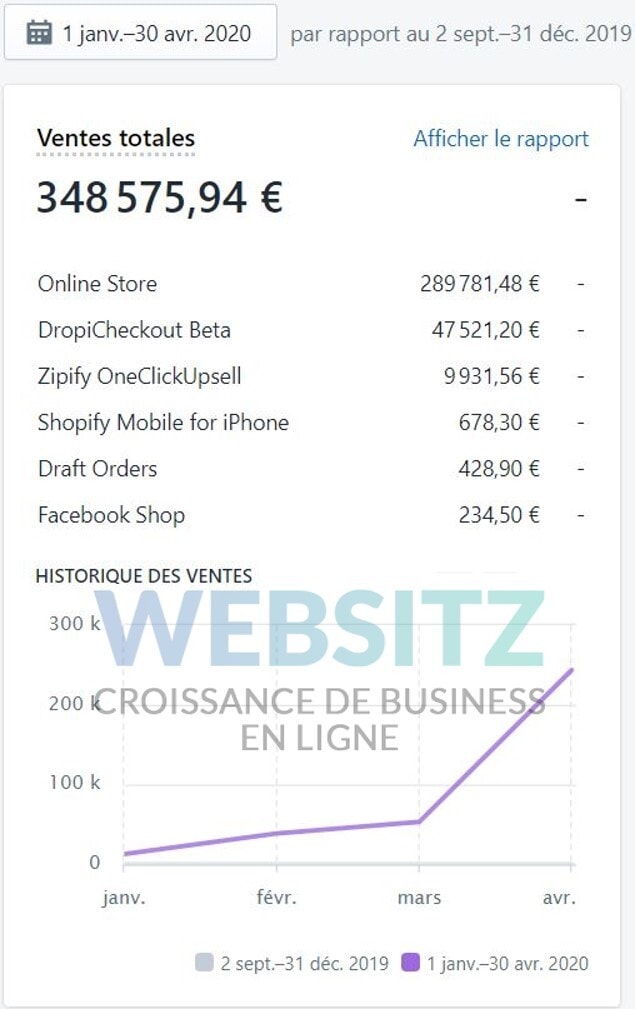 1 janv.–30 avr. 2020 par rapport au 2 sept.–31 déc. 2019
Ventes totales Afficher le rapport
348 575,94 € -
Online Store 289 781,48 € -
DropiCheckout Beta 47 521,20 € -
Zipify OneClickUpsell 9 931,56 € -
Shopify Mobile for iPhone 678,30 € -
Draft Orders 428,90 € -
Facebook Shop 234,50 € -
HISTORIQUE DES VENTES
WEBSITZ
300 k
CROISSANCE DE BUSINESS
200 k
EN LIGNE
100 k
0
janv. févr. mars avr.
2 sept.–31 déc. 2019 1 janv.–30 avr. 2020